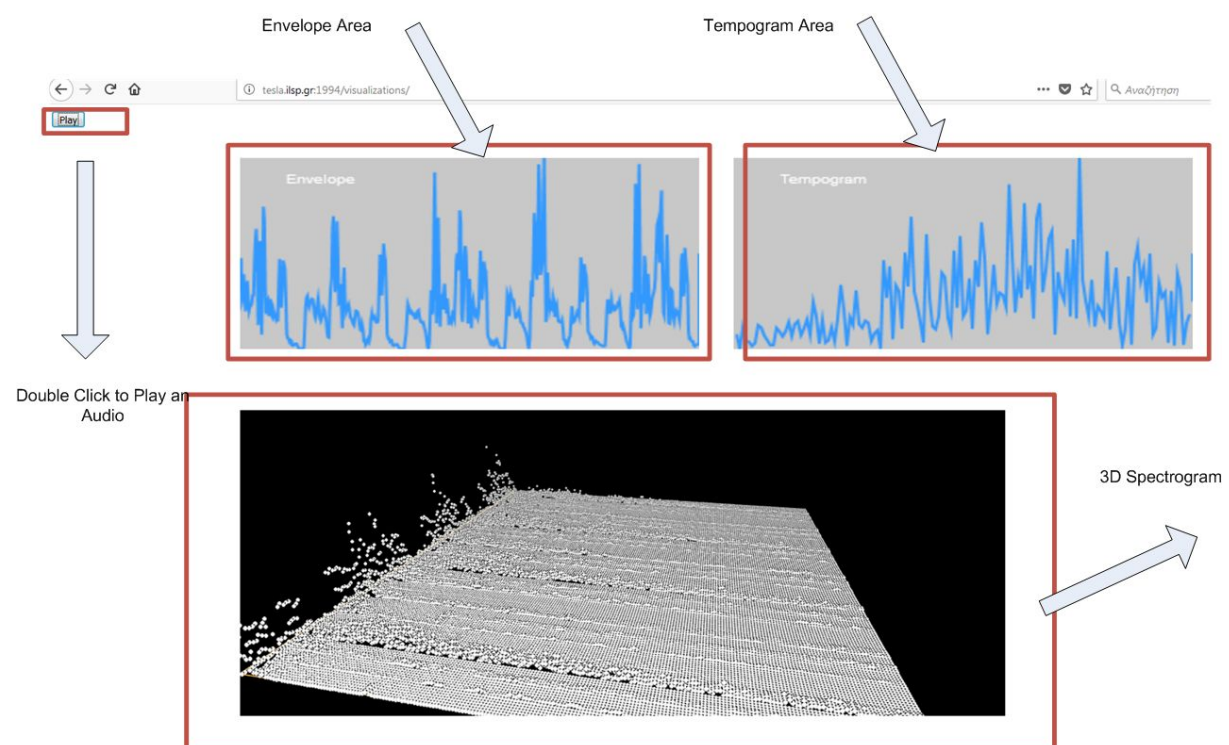 Envelope Area
Tempogram Area
tesla.ilsp.gr:1994/visualizations/
Αναζήτηση
Play
Envelope
Tempogram
Double Click to Play an
Audio
3D Spectrogram